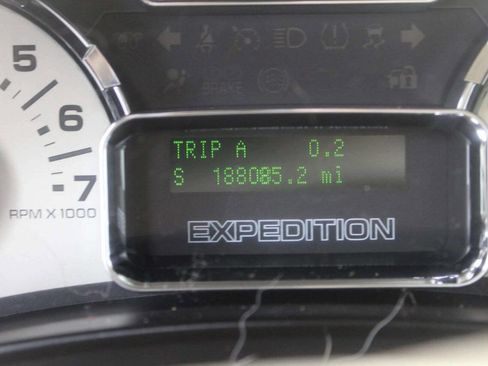 BRAKE
5
6
7
RPM X 1000
TRIP A 0.2
S 188085.2 mi
EXPEDITION